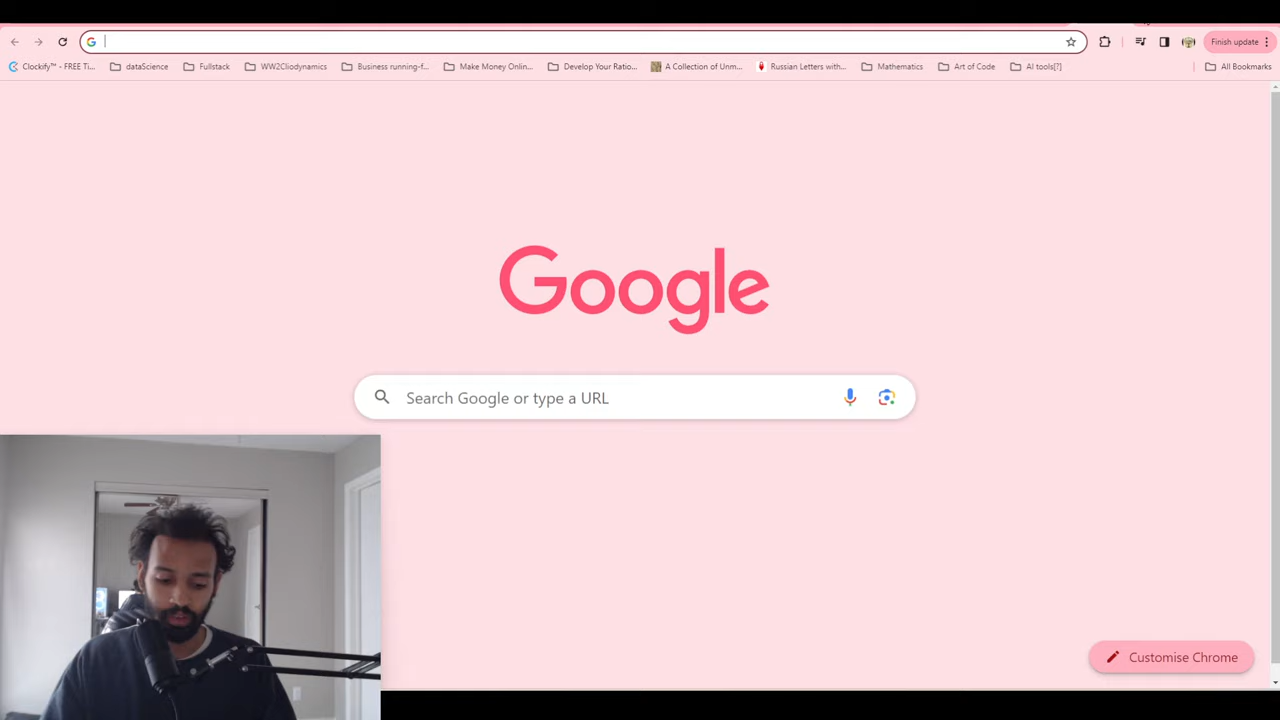 Finish update
Clockify™ - FREE Ti...
dataScience
Fullstack
WW2Cliodynamics
Business running-f...
Make Money Onlin...
Develop Your Ratio...
A Collection of Unm...
Russian Letters with...
Mathematics
Art of Code
AI tools[?]
All Bookmarks
Google
Search Google or type a URL
Customise Chrome